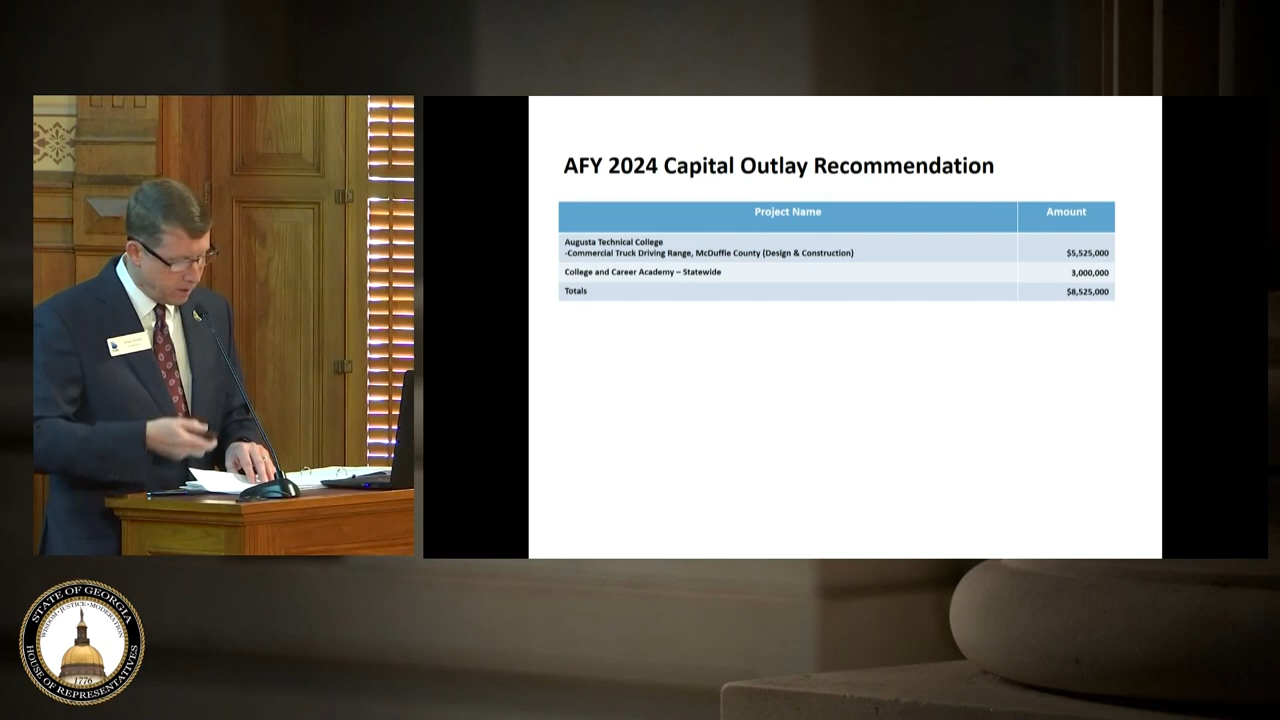 AFY 2024 Capital Outlay Recommendation
Project Name Amount
Augusta Technical College
-Commercial Truck Driving Range, McDuffie County (Design & Construction) $5,525,000
College and Career Academy – Statewide 3,000,000
Totals $8,525,000
STATE OF GEORGIA
WISDOM • JUSTICE • MODERATION
1776
HOUSE OF REPRESENTATIVES